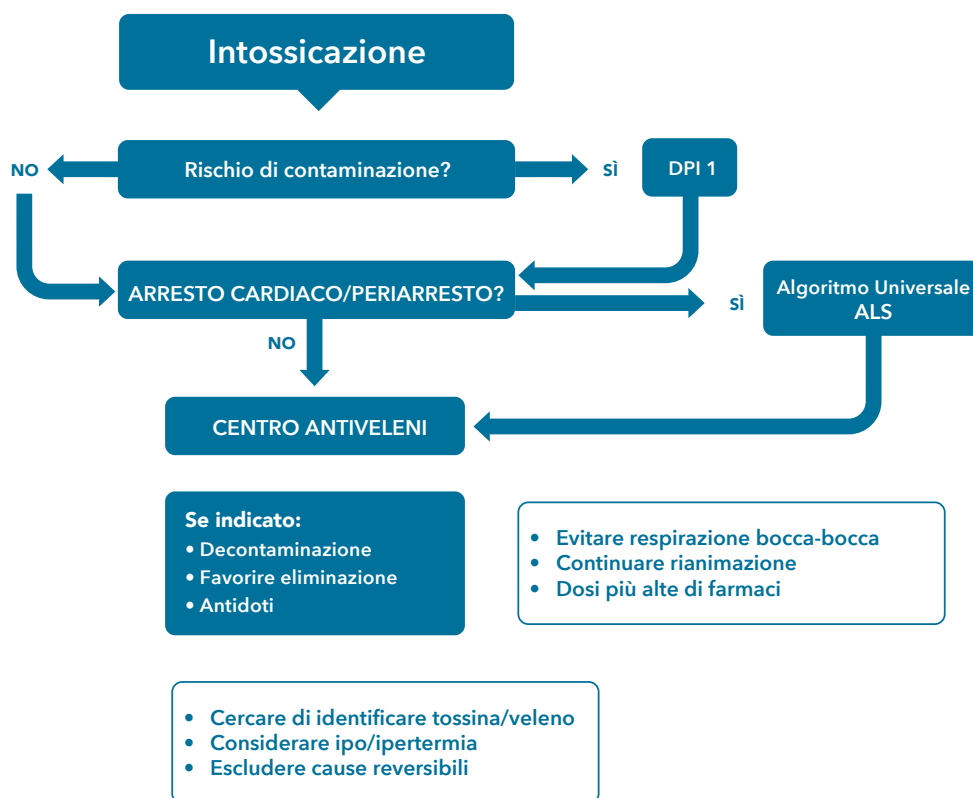 Intossicazione
NO
Rischio di contaminazione?
SÌ
DPI 1
ARRESTO CARDIACO/PERIARRESTO?
SÌ
Algoritmo Universale
ALS
NO
CENTRO ANTIVELENI
Se indicato:
• Decontaminazione
• Favorire eliminazione
• Antidoti
• Evitare respirazione bocca-bocca
• Continuare rianimazione
• Dosi più alte di farmaci
• Cercare di identificare tossina/veleno
• Considerare ipo/ipertermia
• Escludere cause reversibili